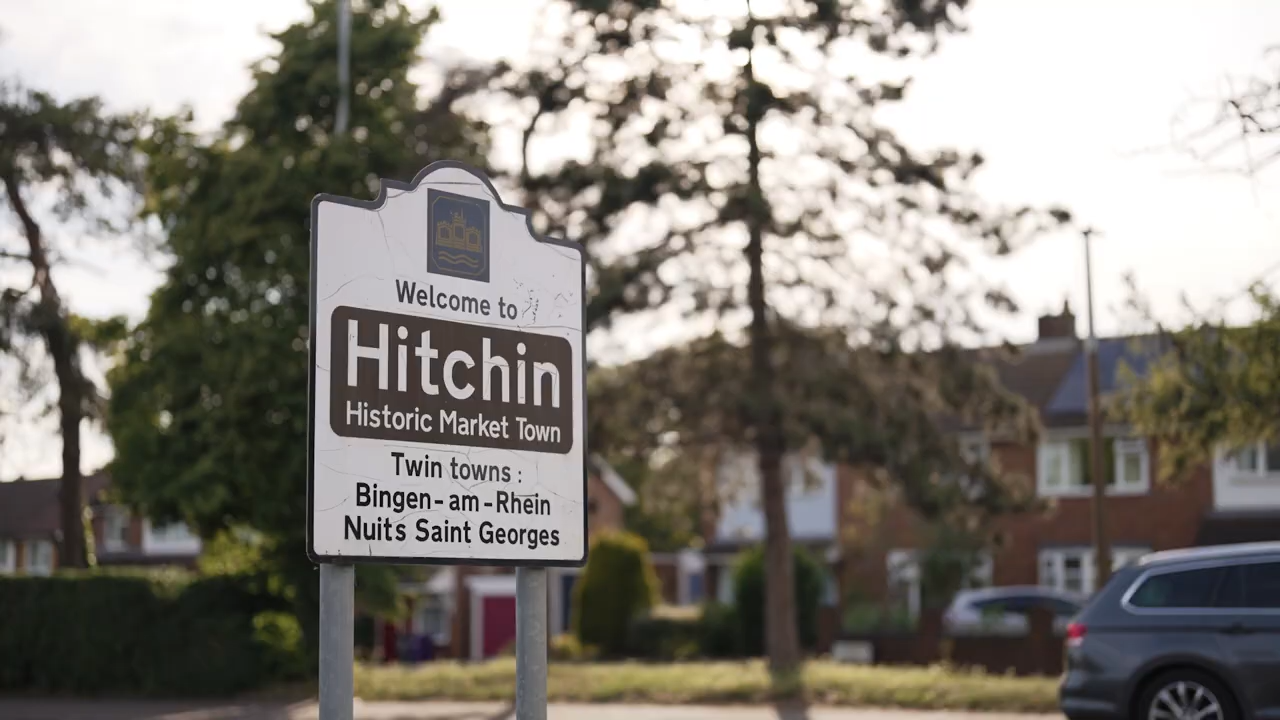 Welcome to
Hitchin
Historic Market Town
Twin towns :
Bingen-am-Rhein
Nuits Saint Georges